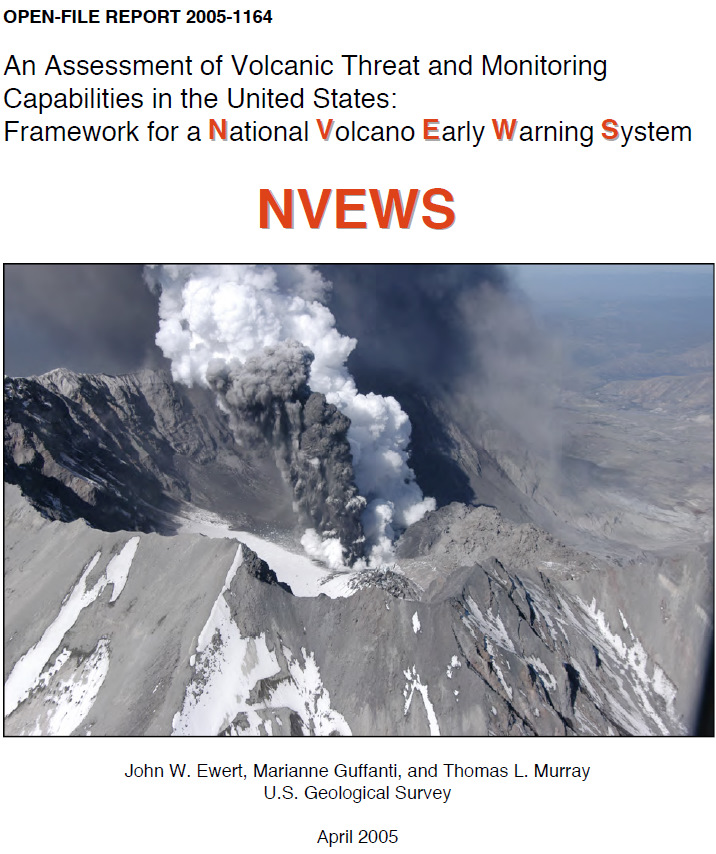 OPEN-FILE REPORT 2005-1164
An Assessment of Volcanic Threat and Monitoring
Capabilities in the United States:
Framework for a National Volcano Early Warning System
NVEWS
John W. Ewert, Marianne Guffanti, and Thomas L. Murray
U.S. Geological Survey
April 2005